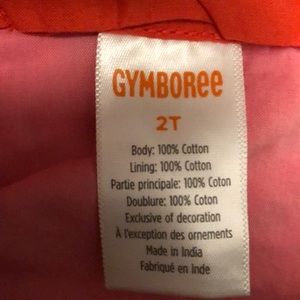 GYMBOREE
2T
Body: 100% Cotton
Lining: 100% Cotton
Partie principale: 100% Coton
Doublure: 100% Coton
Exclusive of decoration
À l'exception des ornements
Made in India
Fabriqué en Inde